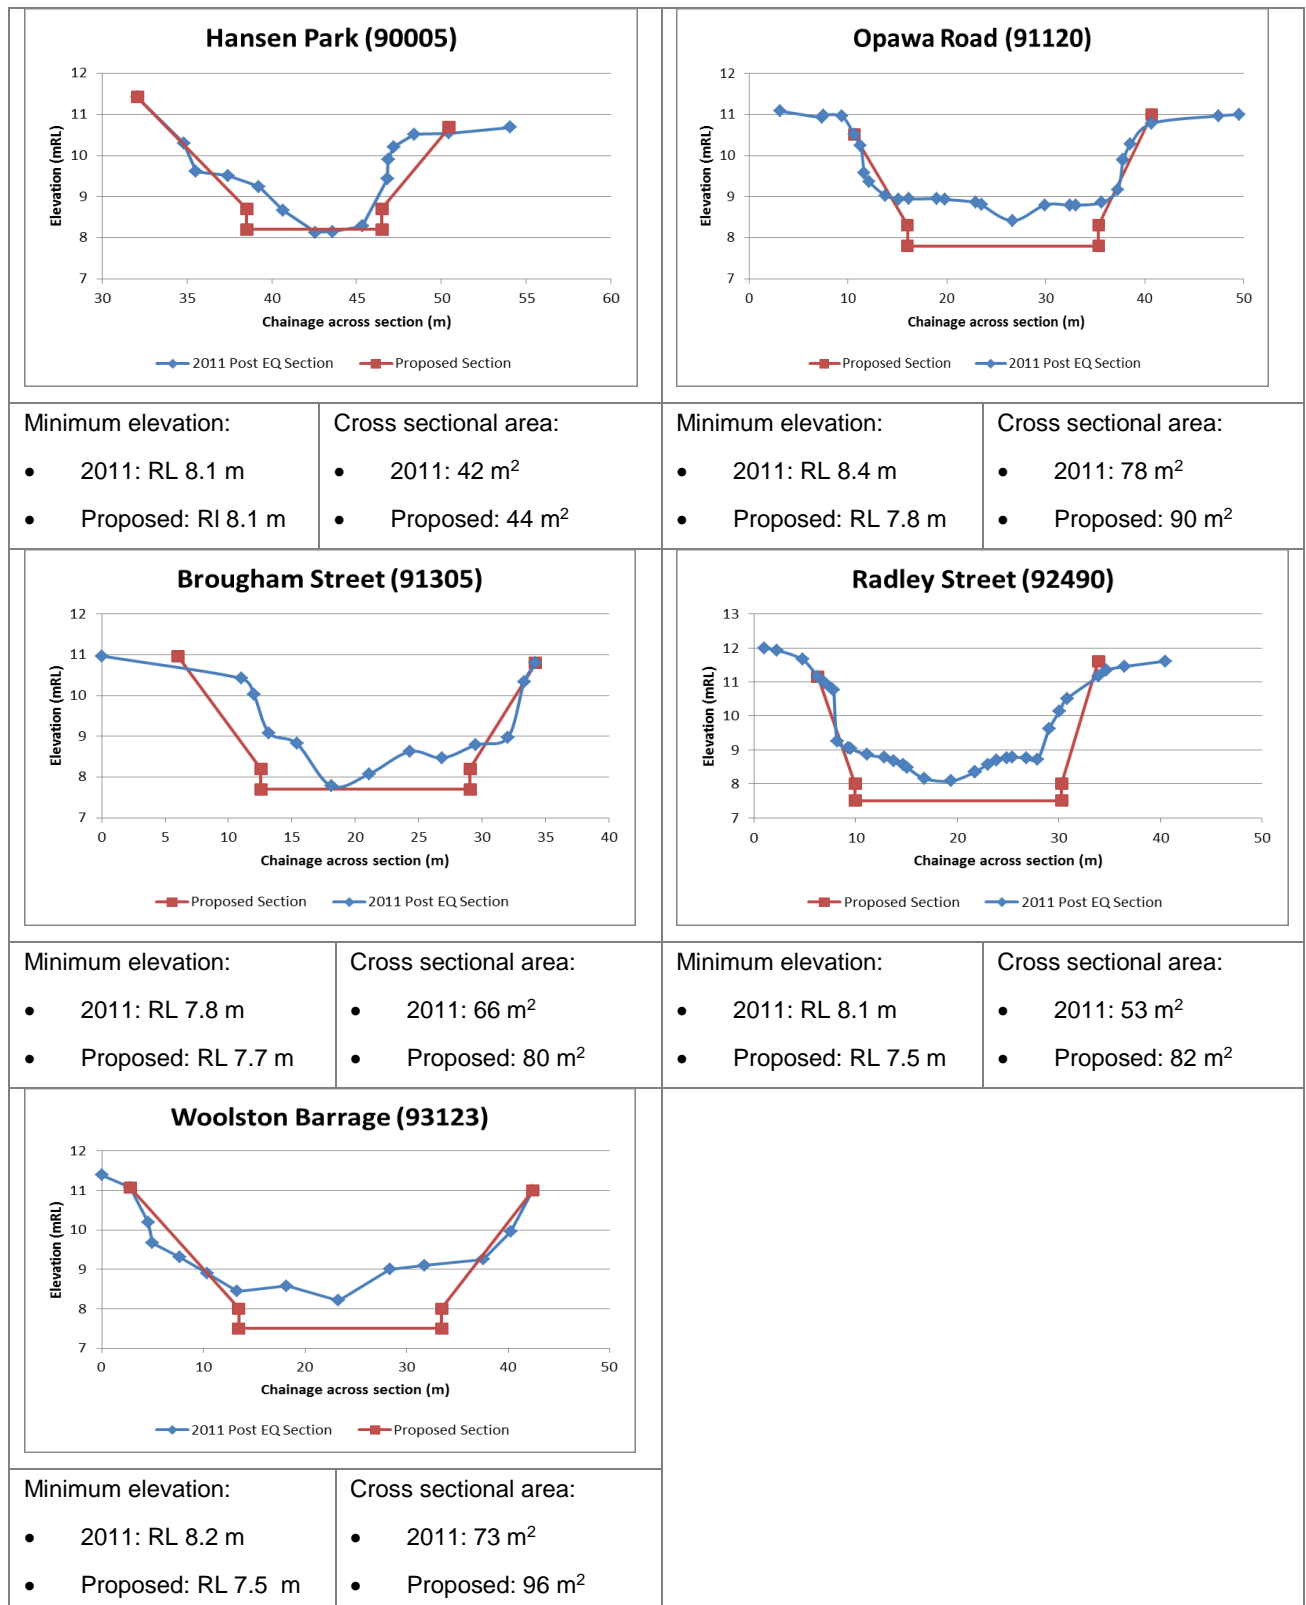 Hansen Park (90005)
12
11
10
9
8
7
Elevation (mRL)
30 35 40 45 50 55 60
Chainage across section (m)
2011 Post EQ Section Proposed Section
Opawa Road (91120)
12
11
10
9
8
7
Elevation (mRL)
0 10 20 30 40 50
Chainage across section (m)
Proposed Section 2011 Post EQ Section
Minimum elevation:
• 2011: RL 8.1 m
• Proposed: Rl 8.1 m
Cross sectional area:
• 2011: 42 m²
• Proposed: 44 m²
Minimum elevation:
• 2011: RL 8.4 m
• Proposed: RL 7.8 m
Cross sectional area:
• 2011: 78 m²
• Proposed: 90 m²
Brougham Street (91305)
12
11
10
9
8
7
Elevation (mRL)
0 5 10 15 20 25 30 35 40
Chainage across section (m)
Proposed Section 2011 Post EQ Section
Radley Street (92490)
13
12
11
10
9
8
7
Elevation (mRL)
0 10 20 30 40 50
Chainage across section (m)
Proposed Section 2011 Post EQ Section
Minimum elevation:
• 2011: RL 7.8 m
• Proposed: RL 7.7 m
Cross sectional area:
• 2011: 66 m²
• Proposed: 80 m²
Minimum elevation:
• 2011: RL 8.1 m
• Proposed: RL 7.5 m
Cross sectional area:
• 2011: 53 m²
• Proposed: 82 m²
Woolston Barrage (93123)
12
11
10
9
8
7
Elevation (mRL)
0 10 20 30 40 50
Chainage across section (m)
2011 Post EQ Section Proposed Section
Minimum elevation:
• 2011: RL 8.2 m
• Proposed: RL 7.5 m
Cross sectional area:
• 2011: 73 m²
• Proposed: 96 m²